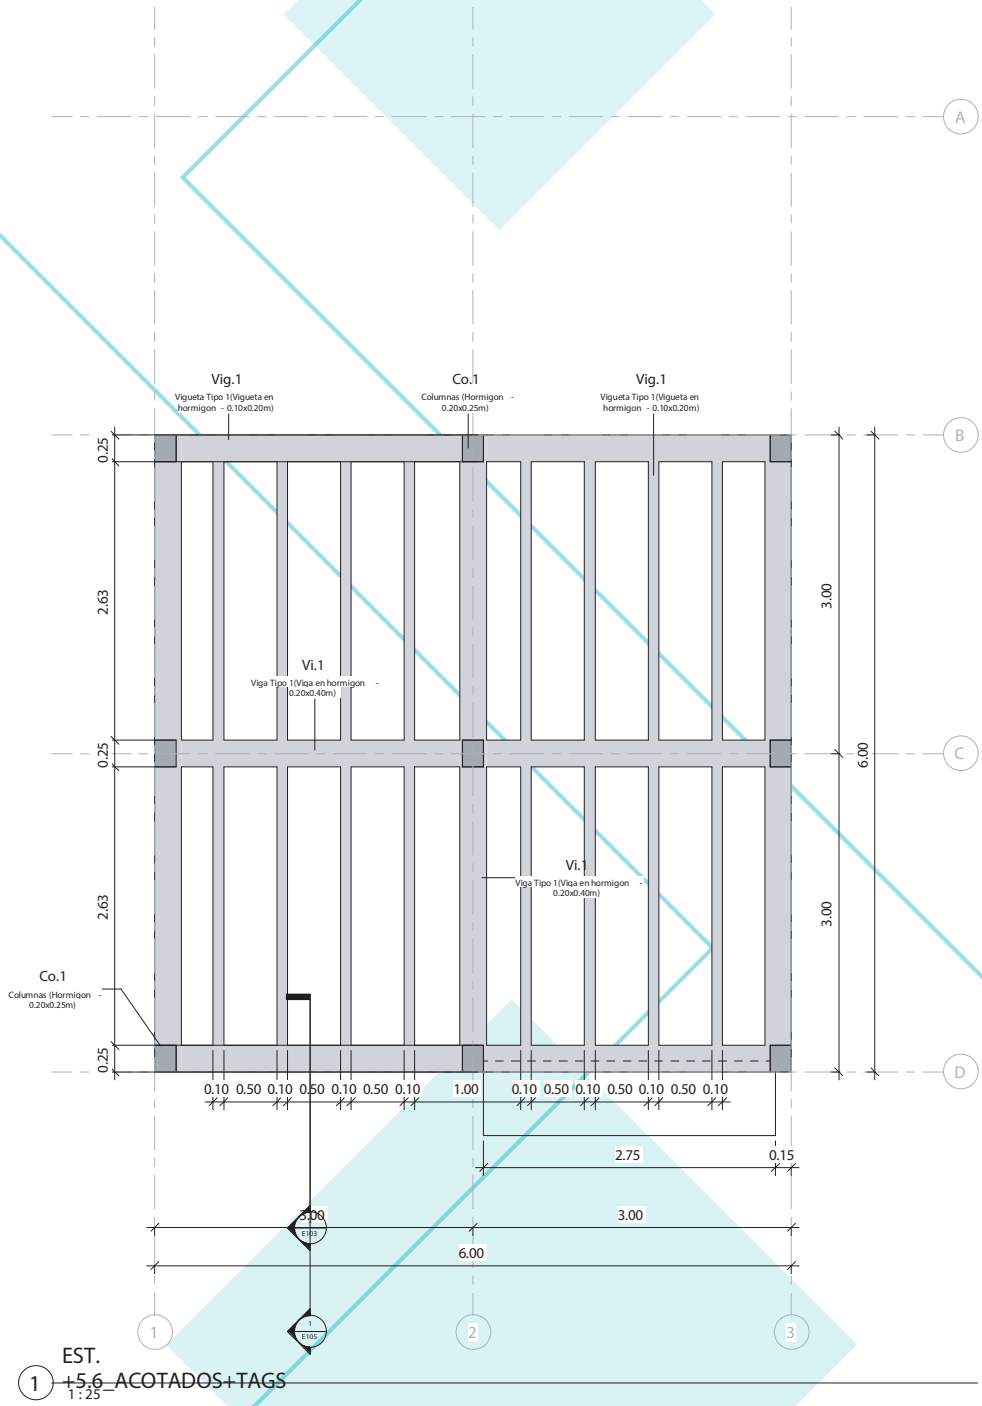 A
Vig.1
Vigueta Tipo 1(Vigueta en
hormigon - 0.10x0.20m)
Co.1
Columnas (Hormigon -
0.20x0.25m)
Vig.1
Vigueta Tipo 1(Vigueta en
hormigon - 0.10x0.20m)
B
0.25
2.63
3.00
Vi.1
Viga Tipo 1(Viga en hormigon -
0.20x0.40m)
0.25
6.00
C
Vi.1
Viga Tipo 1(Viga en hormigon -
0.20x0.40m)
2.63
3.00
Co.1
Columnas (Hormigon -
0.20x0.25m)
0.25
D
0.10 0.50 0.10 0.50 0.10 0.50 0.10 1.00 0.10 0.50 0.10 0.50 0.10 0.50 0.10
2.75 0.15
3.00 3.00
E103
6.00
1 2 3
1
E105
EST.
1 +5.6_ACOTADOS+TAGS
1 : 25